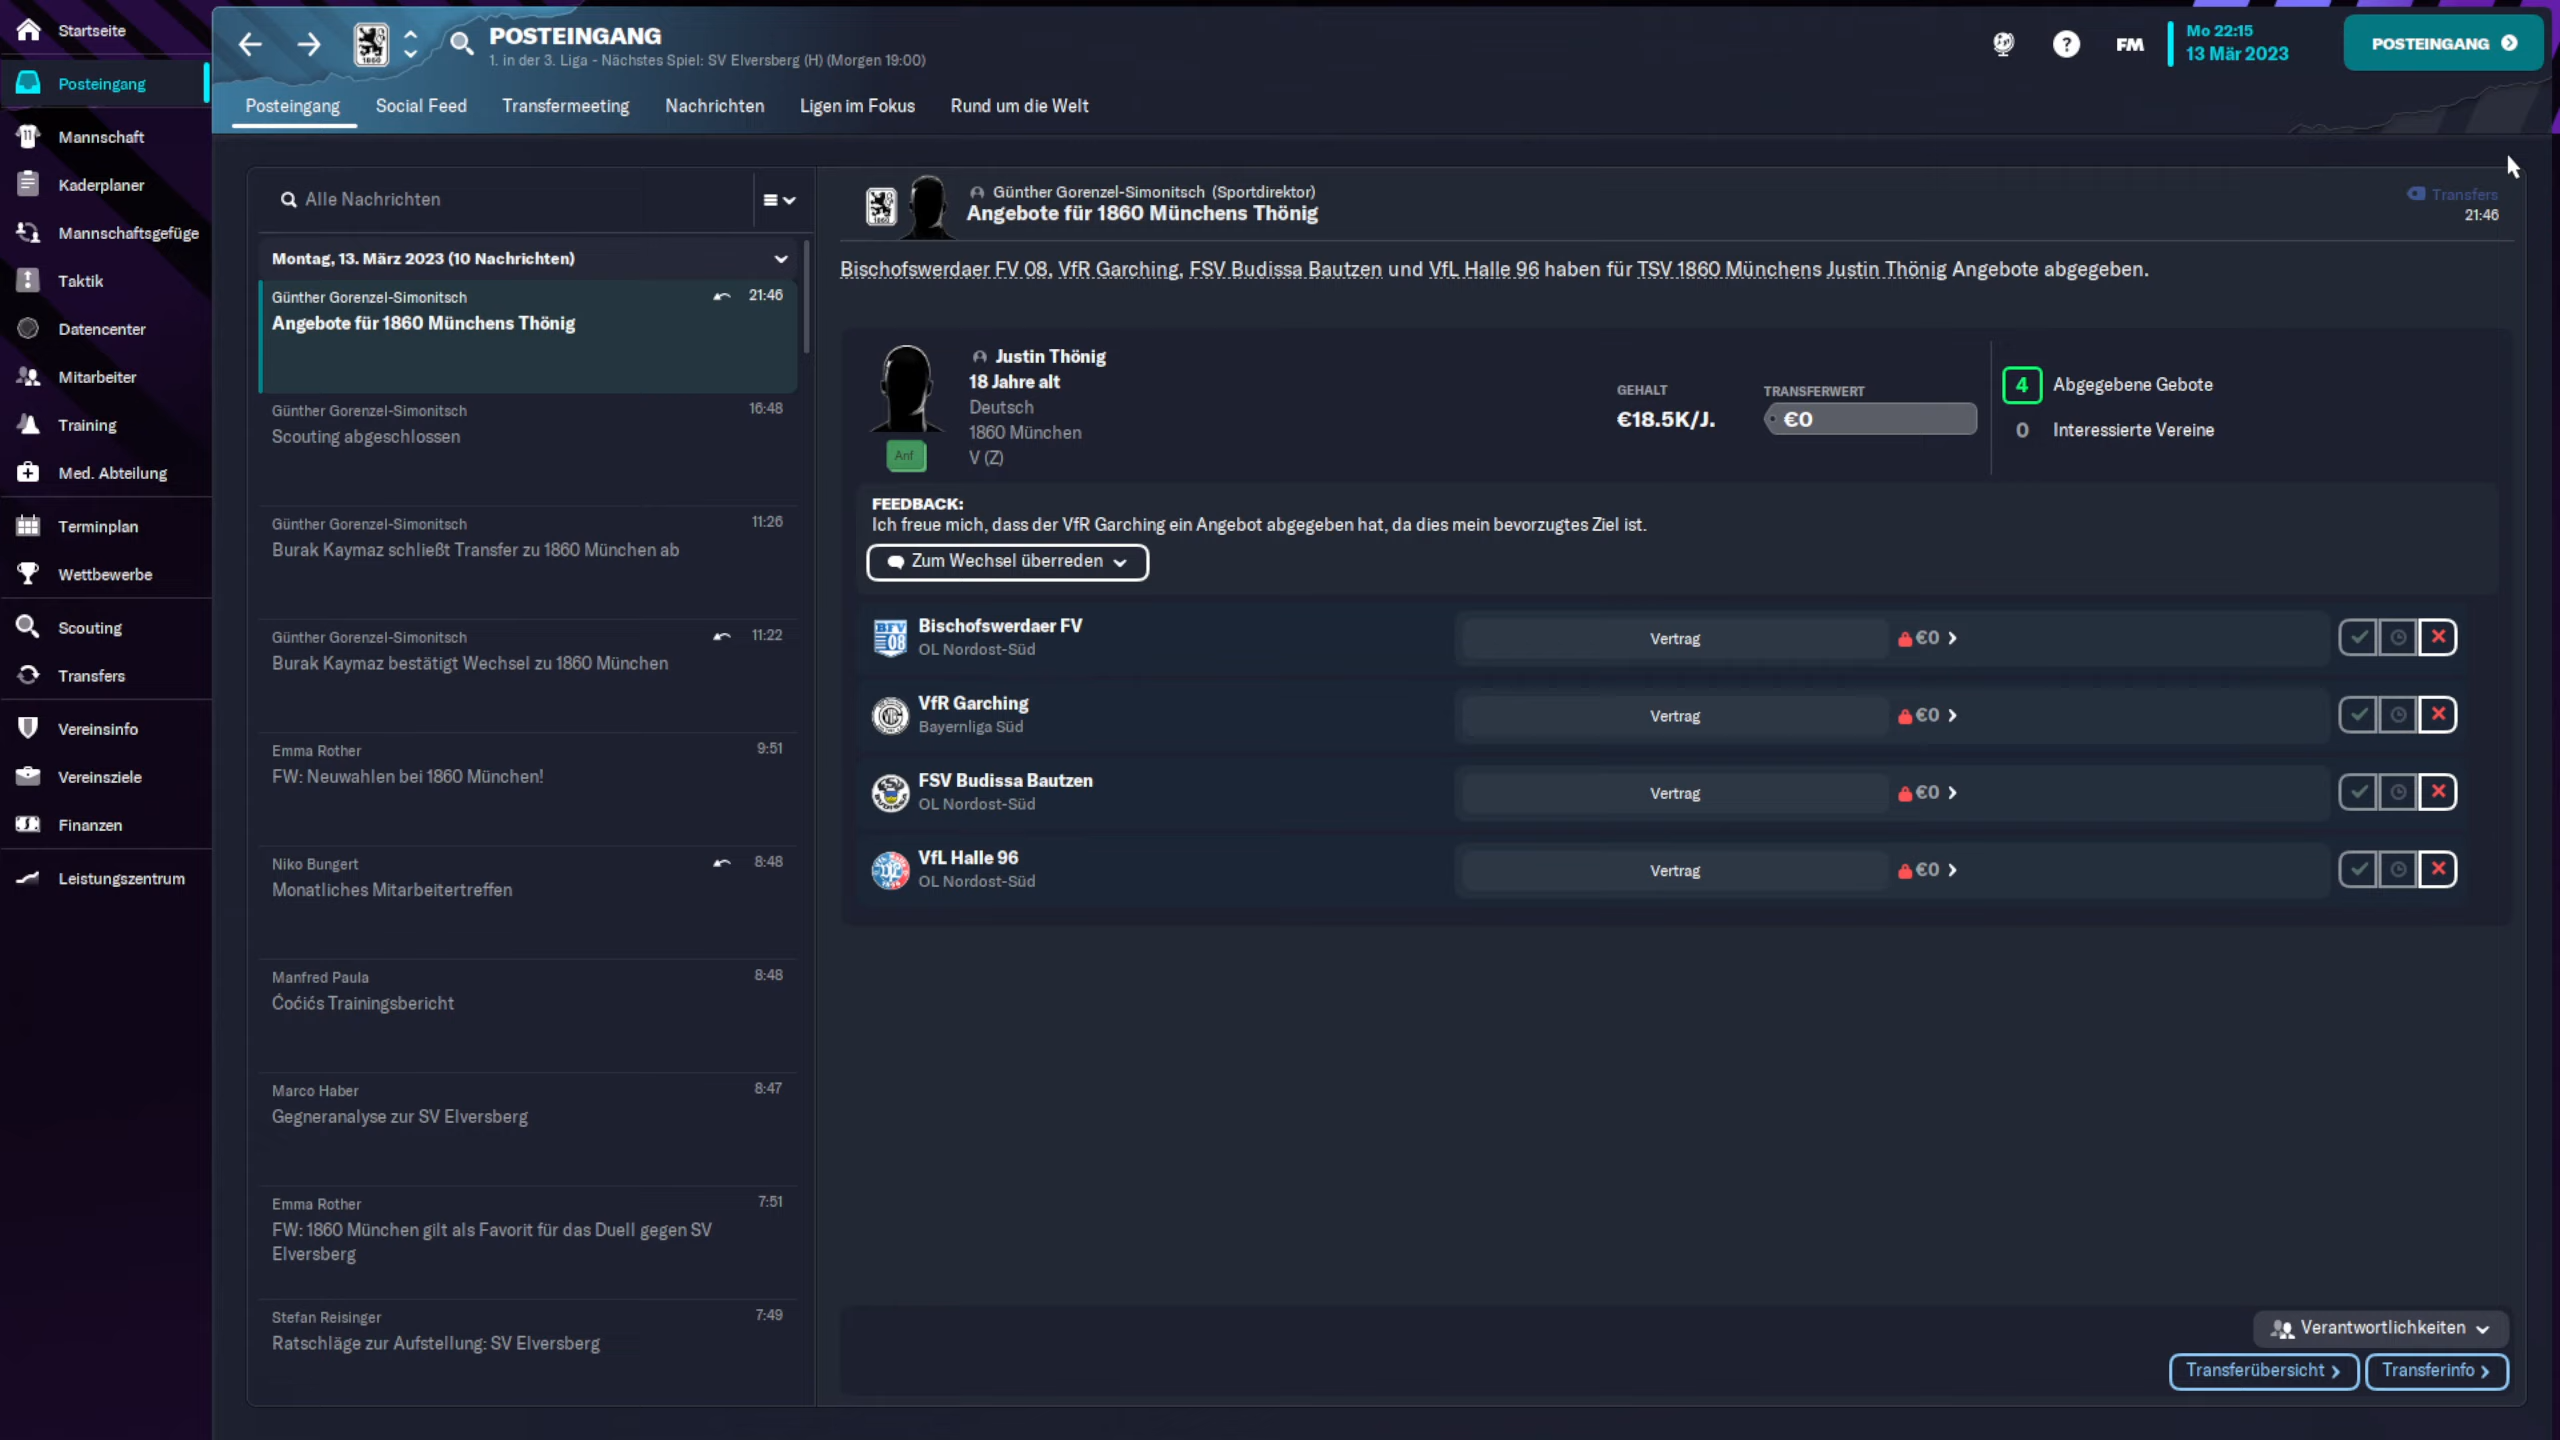 Startseite
Posteingang
Mannschaft
Kaderplaner
Mannschaftsgefüge
Taktik
Datencenter
Mitarbeiter
Training
Med. Abteilung
Terminplan
Wettbewerbe
Scouting
Transfers
Vereinsinfo
Vereinsziele
Finanzen
Leistungszentrum
POSTEINGANG
1. in der 3. Liga - Nächstes Spiel: SV Elversberg (H) (Morgen 19:00)
FM
Mo 22:15
13 Mär 2023
POSTEINGANG
Posteingang Social Feed Transfermeeting Nachrichten Ligen im Fokus Rund um die Welt
Alle Nachrichten
Montag, 13. März 2023 (10 Nachrichten)
Günther Gorenzel-Simonitsch 21:46
Angebote für 1860 Münchens Thönig
Günther Gorenzel-Simonitsch 16:48
Scouting abgeschlossen
Günther Gorenzel-Simonitsch 11:26
Burak Kaymaz schließt Transfer zu 1860 München ab
Günther Gorenzel-Simonitsch 11:22
Burak Kaymaz bestätigt Wechsel zu 1860 München
Emma Rother 9:51
FW: Neuwahlen bei 1860 München!
Niko Bungert 8:48
Monatliches Mitarbeitertreffen
Manfred Paula 8:48
Ćoćićs Trainingsbericht
Marco Haber 8:47
Gegneranalyse zur SV Elversberg
Emma Rother 7:51
FW: 1860 München gilt als Favorit für das Duell gegen SV
Elversberg
Stefan Reisinger 7:49
Ratschläge zur Aufstellung: SV Elversberg
Günther Gorenzel-Simonitsch (Sportdirektor)
Angebote für 1860 Münchens Thönig
Transfers
21:46
Bischofswerdaer FV 08, VfR Garching, FSV Budissa Bautzen und VfL Halle 96 haben für TSV 1860 Münchens Justin Thönig Angebote abgegeben.
Justin Thönig
18 Jahre alt
Deutsch
1860 München
V (Z)
Anf
GEHALT
€18.5K/J.
TRANSFERWERT
€0
4 Abgegebene Gebote
0 Interessierte Vereine
FEEDBACK:
Ich freue mich, dass der VfR Garching ein Angebot abgegeben hat, da dies mein bevorzugtes Ziel ist.
Zum Wechsel überreden
Bischofswerdaer FV
OL Nordost-Süd
Vertrag €0
VfR Garching
Bayernliga Süd
Vertrag €0
FSV Budissa Bautzen
OL Nordost-Süd
Vertrag €0
VfL Halle 96
OL Nordost-Süd
Vertrag €0
Verantwortlichkeiten
Transferübersicht Transferinfo